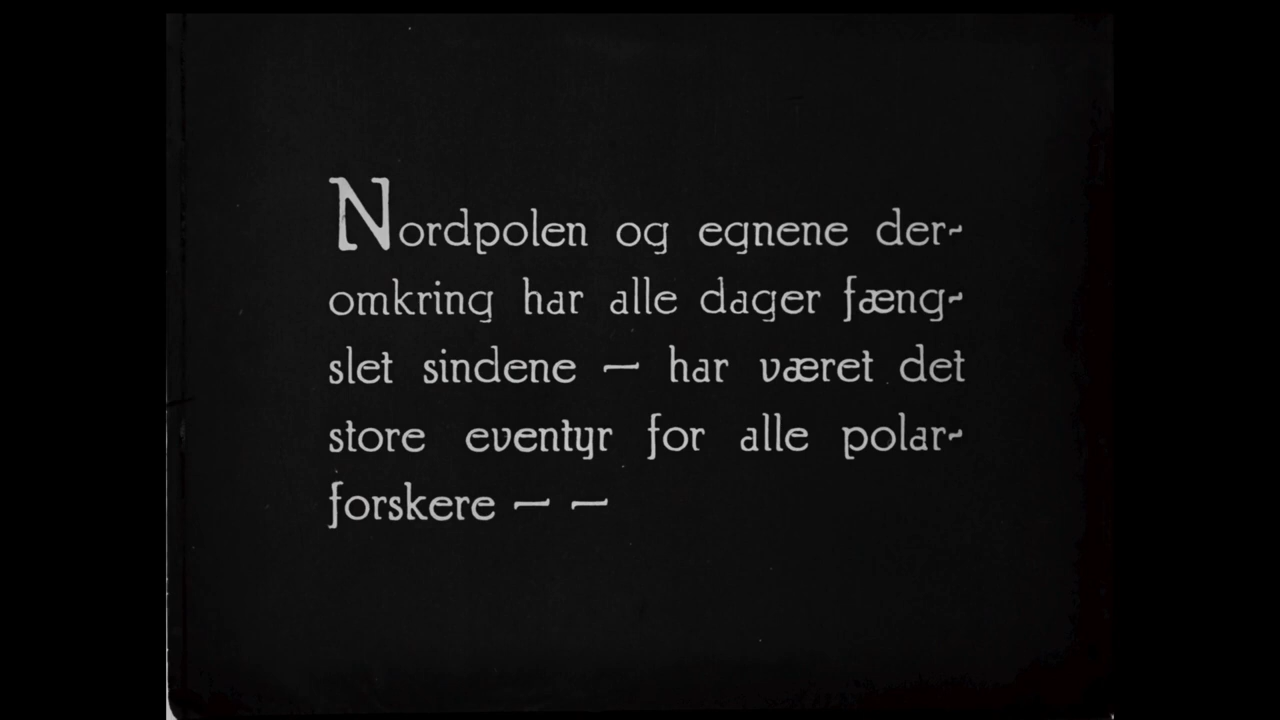 Nordpolen og egnene der-
omkring har alle dager fæng-
slet sindene — har været det
store eventyr for alle polar-
forskere — —